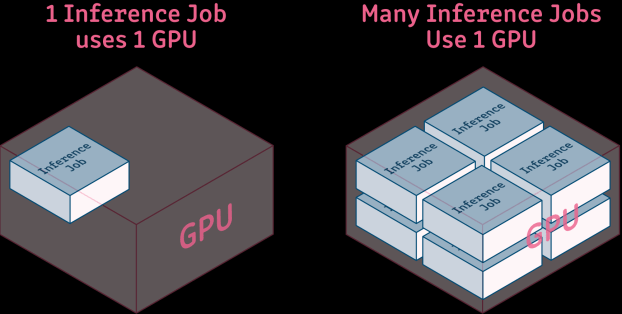 1 Inference Job
uses 1 GPU
Inference
Job
GPU
Many Inference Jobs
Use 1 GPU
Inference
Job
Inference
Job
Inference
Job
Inference
Job
GPU